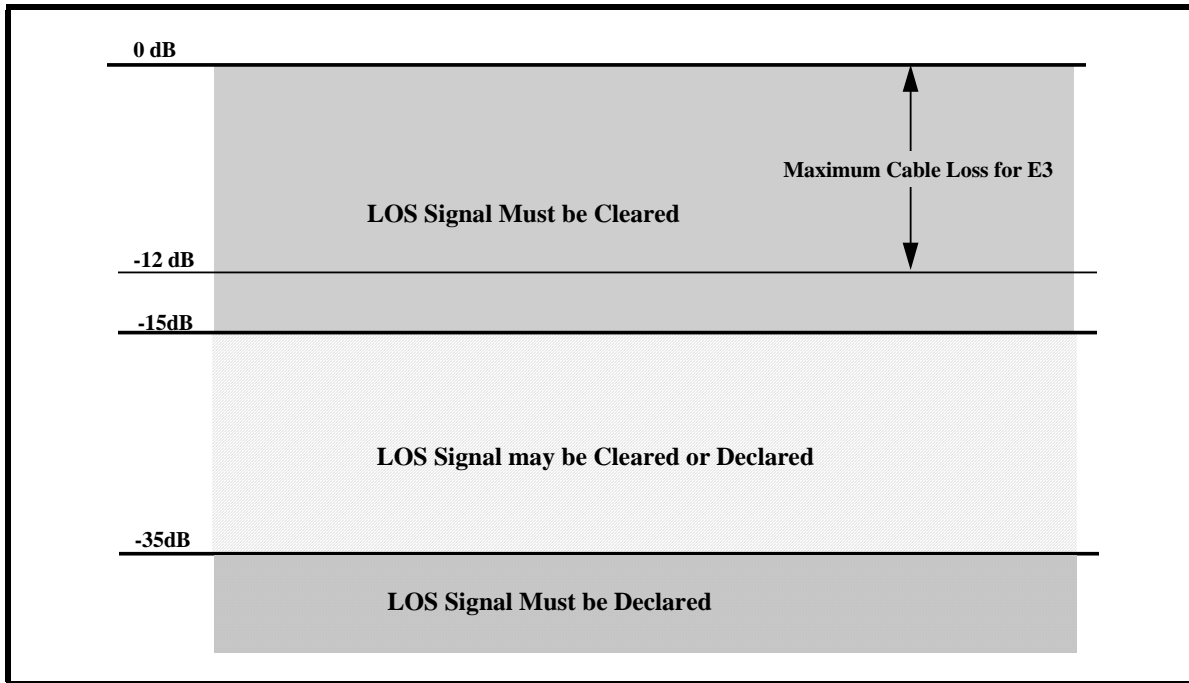 0 dB
Maximum Cable Loss for E3
LOS Signal Must be Cleared
-12 dB
-15dB
LOS Signal may be Cleared or Declared
-35dB
LOS Signal Must be Declared